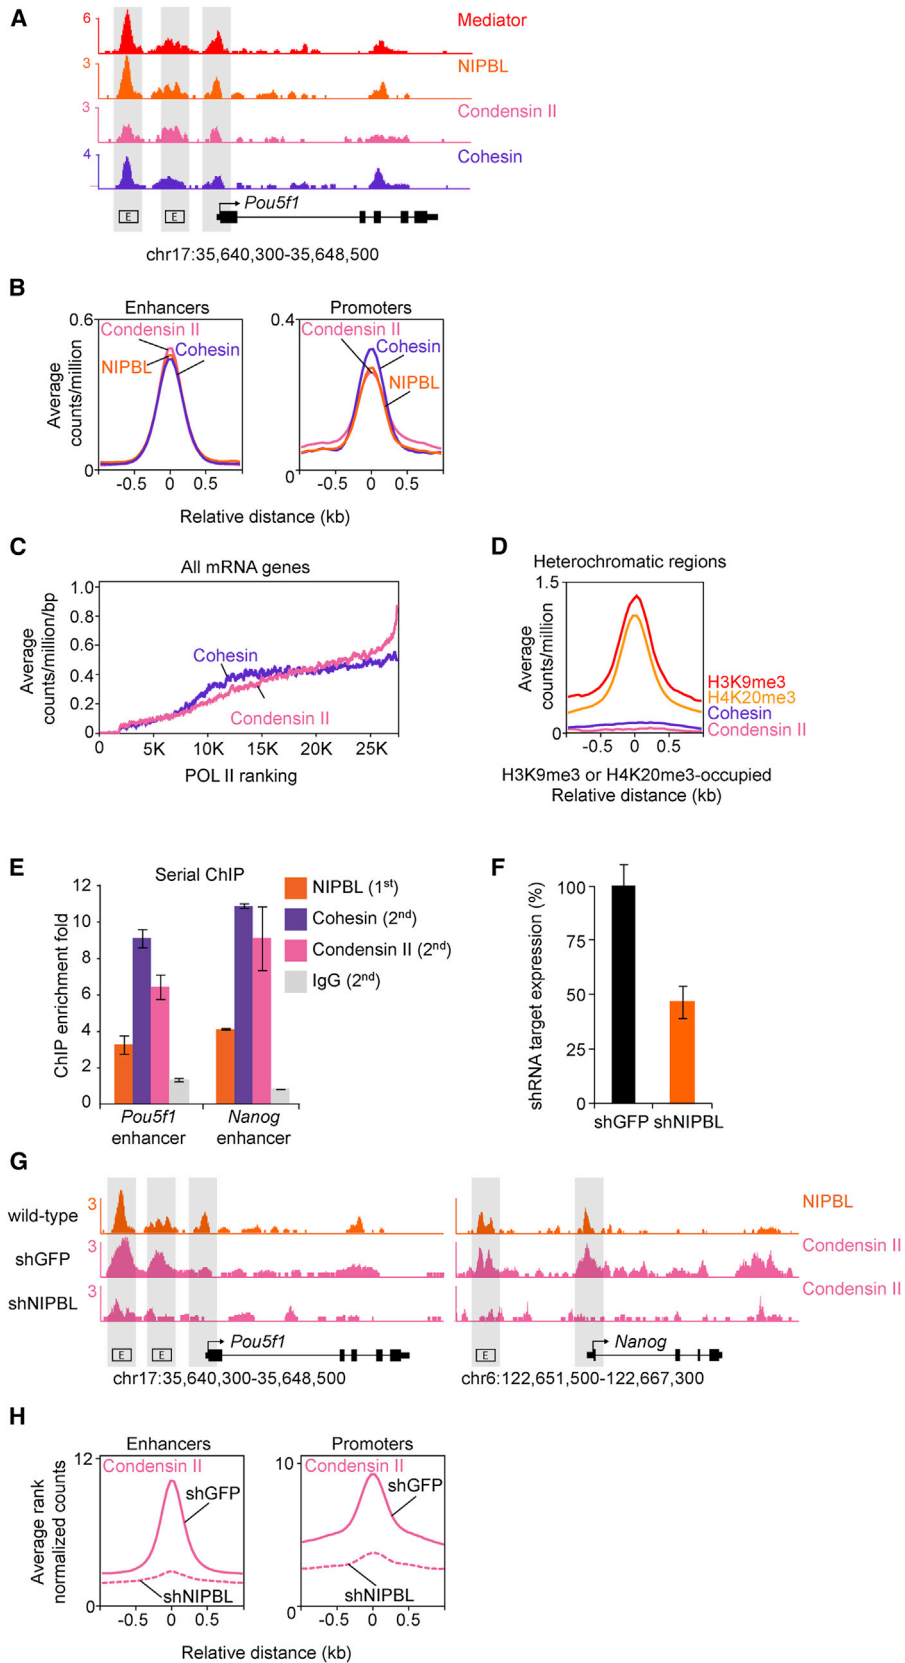 A
6
Mediator
3
NIPBL
3
Condensin II
4
Cohesin
E
E
Pou5f1
chr17:35,640,300-35,648,500
B
Enhancers
Promoters
0.6
0
Average
counts/million
Condensin II
NIPBL
Cohesin
-0.5 0 0.5
0.4
0
Condensin II
Cohesin
NIPBL
-0.5 0 0.5
Relative distance (kb)
C
All mRNA genes
Average
counts/million/bp
1.0
0.8
0.6
0.4
0.2
0
Cohesin
Condensin II
0 5K 10K 15K 20K 25K
POL II ranking
D
Heterochromatic regions
Average
counts/million
1.5
0
H3K9me3
H4K20me3
Cohesin
Condensin II
-0.5 0 0.5
H3K9me3 or H4K20me3-occupied
Relative distance (kb)
E
Serial ChIP
ChIP enrichment fold
12
10
8
6
4
2
0
NIPBL (1st)
Cohesin (2nd)
Condensin II (2nd)
IgG (2nd)
Pou5f1
enhancer
Nanog
enhancer
F
shRNA target expression (%)
100
75
50
25
0
shGFP shNIPBL
G
wild-type
3
NIPBL
shGFP
3
Condensin II
shNIPBL
3
Condensin II
E
E
Pou5f1
E
Nanog
chr17:35,640,300-35,648,500
chr6:122,651,500-122,667,300
H
Enhancers
Promoters
Average rank
normalized counts
12
0
Condensin II
shGFP
shNIPBL
-0.5 0 0.5
10
0
Condensin II
shGFP
shNIPBL
-0.5 0 0.5
Relative distance (kb)